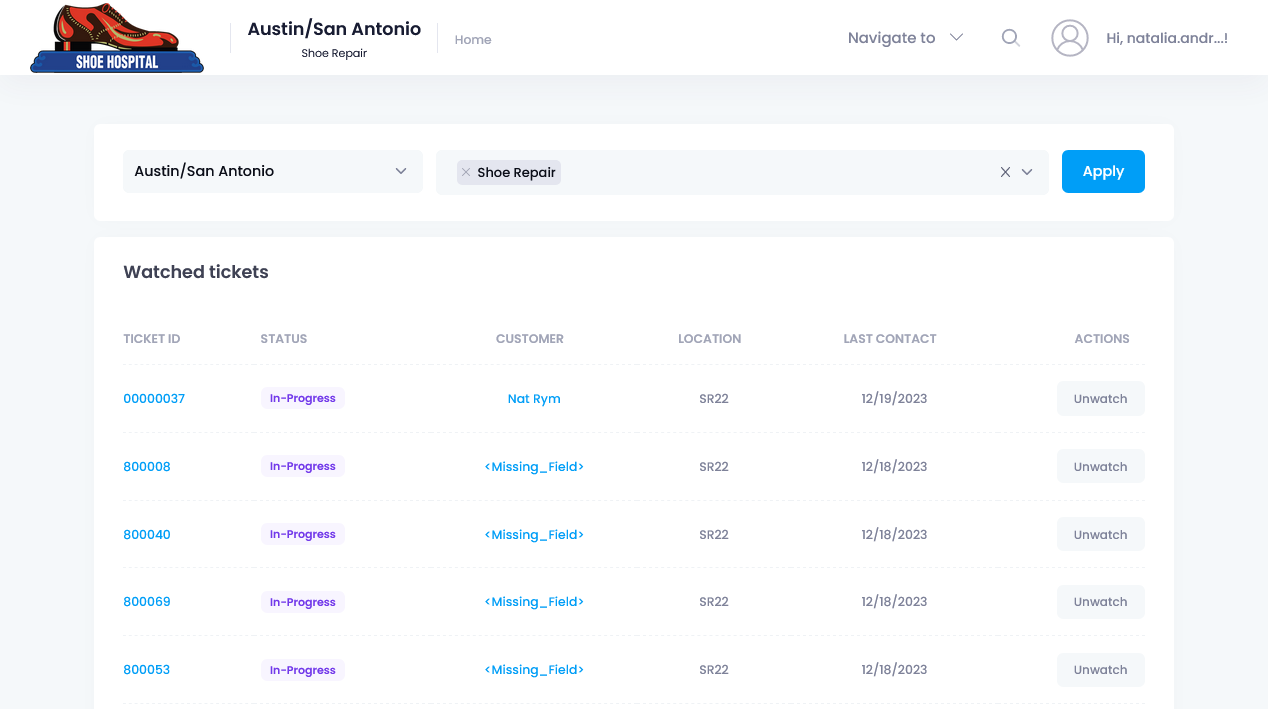 SHOE HOSPITAL
Austin/San Antonio
Shoe Repair
Home
Navigate to
Hi, natalia.andr...!
Austin/San Antonio
Shoe Repair
Apply
Watched tickets
TICKET ID STATUS CUSTOMER LOCATION LAST CONTACT ACTIONS
00000037 In-Progress Nat Rym SR22 12/19/2023 Unwatch
800008 In-Progress <Missing_Field> SR22 12/18/2023 Unwatch
800040 In-Progress <Missing_Field> SR22 12/18/2023 Unwatch
800069 In-Progress <Missing_Field> SR22 12/18/2023 Unwatch
800053 In-Progress <Missing_Field> SR22 12/18/2023 Unwatch